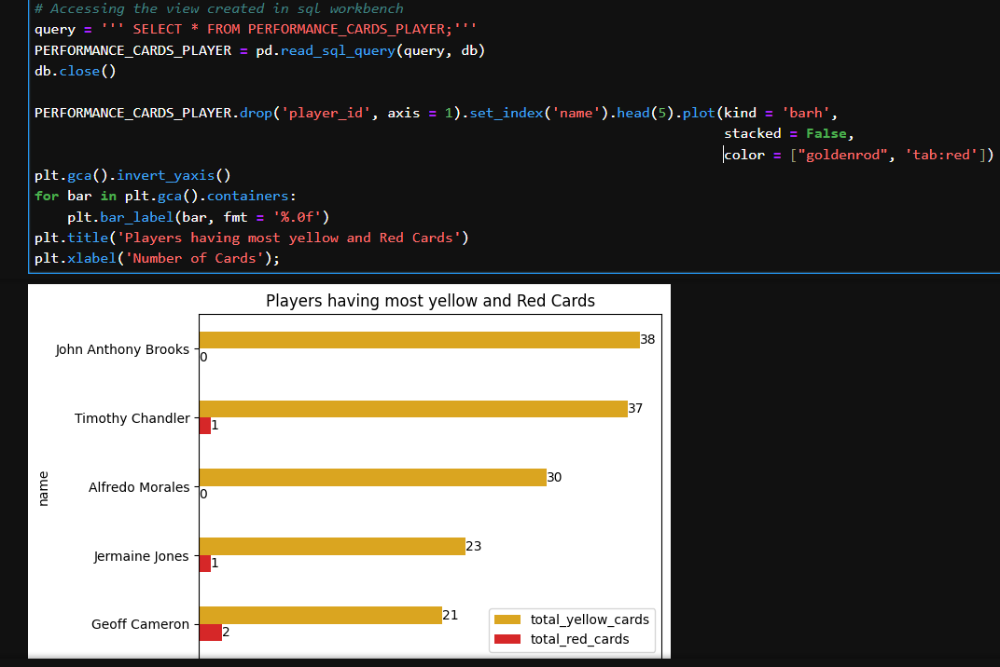 # Accessing the view created in sql workbench
query = ''' SELECT * FROM PERFORMANCE_CARDS_PLAYER;'''
PERFORMANCE_CARDS_PLAYER = pd.read_sql_query(query, db)
db.close()
PERFORMANCE_CARDS_PLAYER.drop('player_id', axis = 1).set_index('name').head(5).plot(kind = 'barh',
stacked = False,
color = ["goldenrod", 'tab:red'])
plt.gca().invert_yaxis()
for bar in plt.gca().containers:
plt.bar_label(bar, fmt = '%.0f')
plt.title('Players having most yellow and Red Cards')
plt.xlabel('Number of Cards');
Players having most yellow and Red Cards
John Anthony Brooks
38
0
Timothy Chandler
37
1
name
Alfredo Morales
30
0
Jermaine Jones
23
1
Geoff Cameron
21
2
total_yellow_cards
total_red_cards